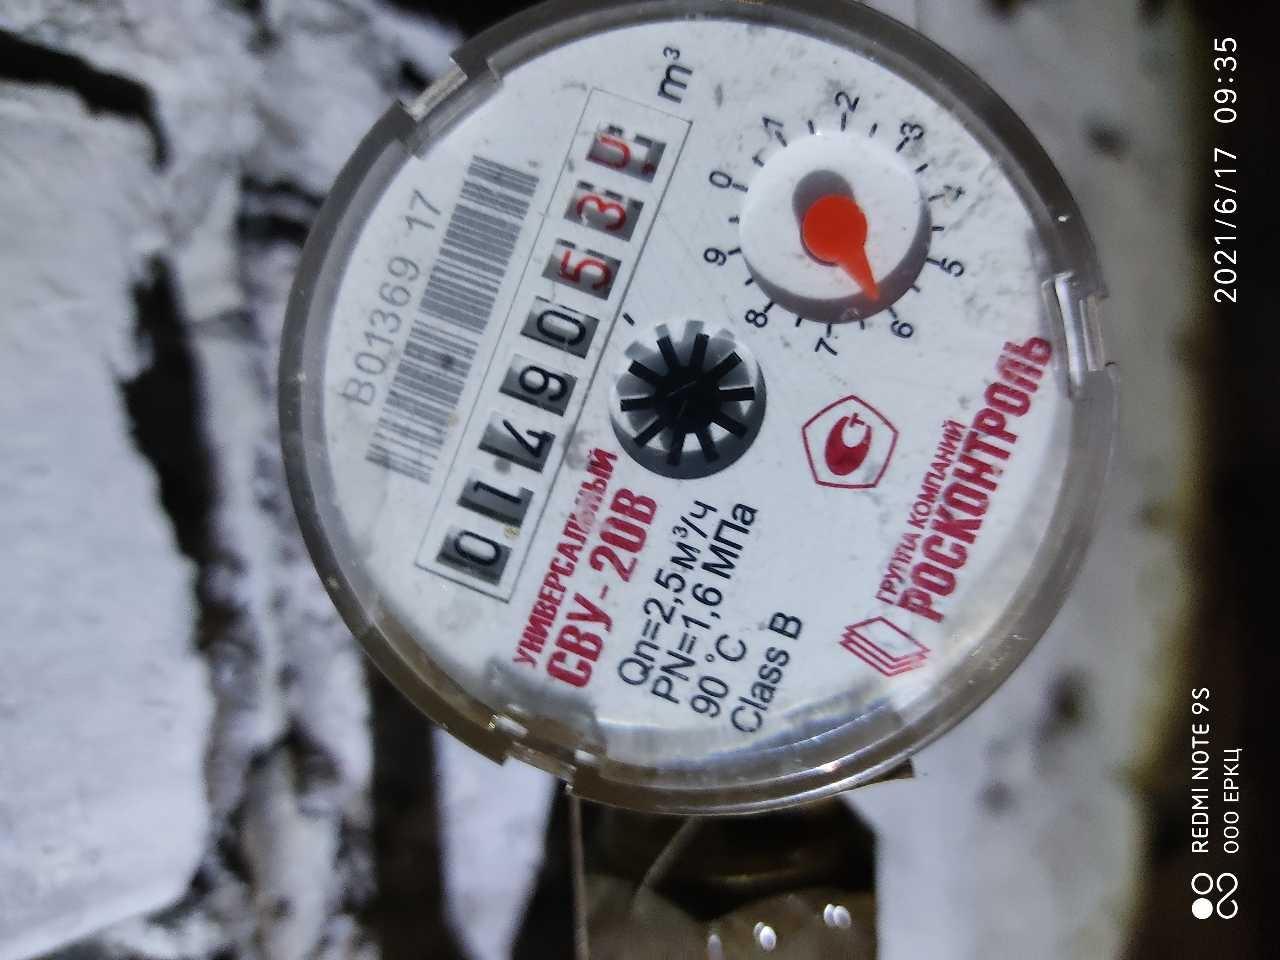 B01369 17
01490530
m³
0 1 2 3 4 5 6 7 8 9
УНИВЕРСАЛЬНЫЙ
СВУ-20В
Qn=2,5м³/ч
PN=1,6 МПа
90°C
Class B
ГРУППА КОМПАНИЙ
РОСКОНТРОЛЬ
REDMI NOTE 9S
ООО ЕРКЦ
2021/6/17 09:35